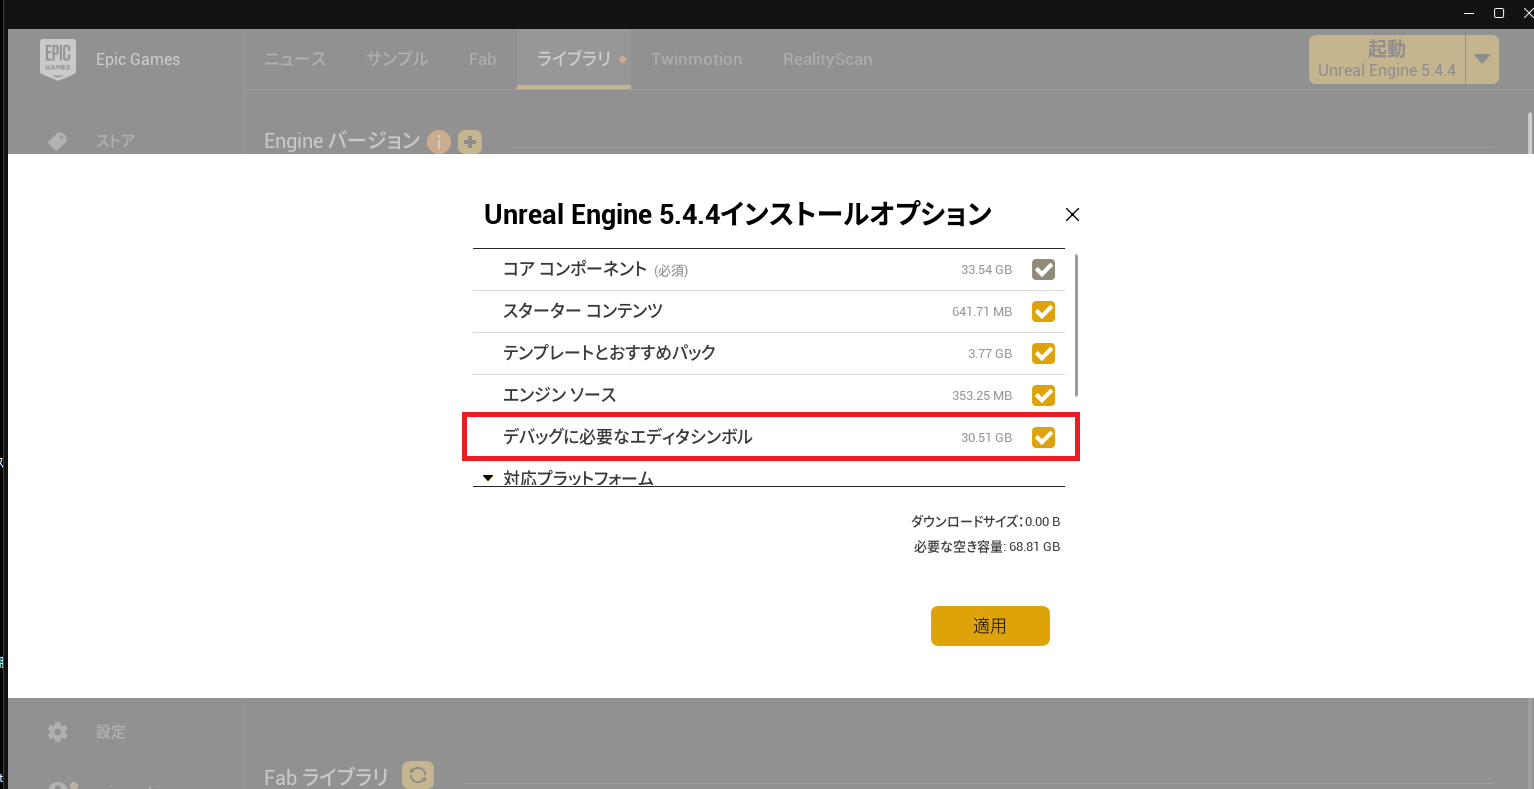 EPIC
GAMES
Epic Games
ニュース
サンプル
Fab
ライブラリ
Twinmotion
RealityScan
起動
Unreal Engine 5.4.4
ストア
Engine バージョン
Unreal Engine 5.4.4インストールオプション
コア コンポーネント (必須) 33.54 GB
スターター コンテンツ 641.71 MB
テンプレートとおすすめパック 3.77 GB
エンジン ソース 353.25 MB
デバッグに必要なエディタシンボル 30.51 GB
対応プラットフォーム
ダウンロードサイズ: 0.00 B
必要な空き容量: 68.81 GB
適用
設定
Fab ライブラリ